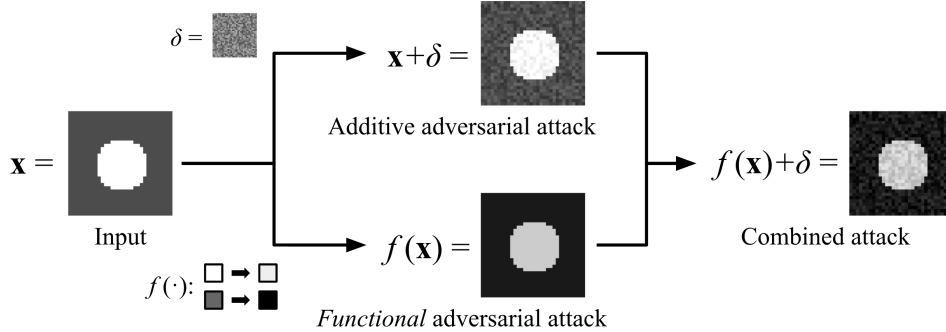 δ =
x+δ =
Additive adversarial attack
x =
Input
f(x)+δ =
Combined attack
f(x) =
f(·):
Functional adversarial attack